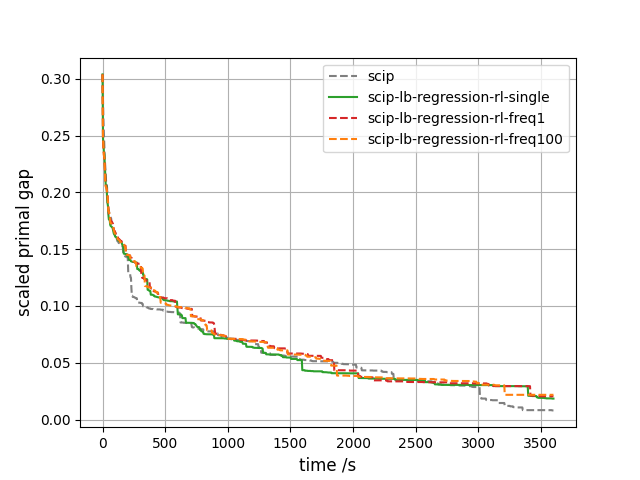 scip
scip-lb-regression-rl-single
scip-lb-regression-rl-freq1
scip-lb-regression-rl-freq100
0.30
0.25
0.20
0.15
0.10
0.05
0.00
scaled primal gap
0 500 1000 1500 2000 2500 3000 3500
time /s